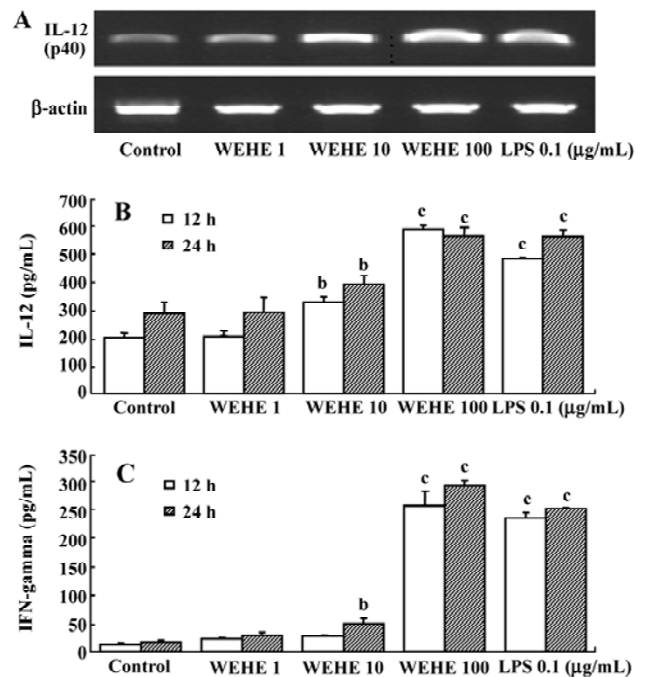 A
IL-12
(p40)
β-actin
Control WEHE 1 WEHE 10 WEHE 100 LPS 0.1 (μg/mL)
B
12 h
24 h
IL-12 (pg/mL)
700
600
500
400
300
200
100
0
b b c c c c
Control WEHE 1 WEHE 10 WEHE 100 LPS 0.1 (μg/mL)
C
12 h
24 h
IFN-gamma (pg/mL)
350
300
250
200
150
100
50
0
b c c c c
Control WEHE 1 WEHE 10 WEHE 100 LPS 0.1 (μg/mL)